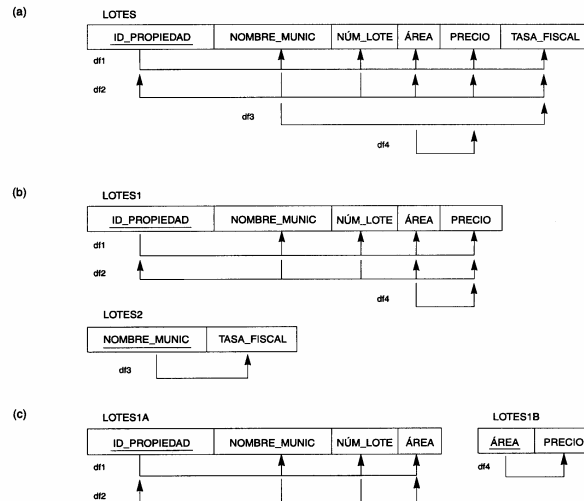 (a)
LOTES
ID_PROPIEDAD NOMBRE_MUNIC NÚM_LOTE ÁREA PRECIO TASA_FISCAL
df1
df2
df3
df4
(b)
LOTES1
ID_PROPIEDAD NOMBRE_MUNIC NÚM_LOTE ÁREA PRECIO
df1
df2
df4
LOTES2
NOMBRE_MUNIC TASA_FISCAL
df3
(c)
LOTES1A LOTES1B
ID_PROPIEDAD NOMBRE_MUNIC NÚM_LOTE ÁREA ÁREA PRECIO
df1 df4
df2